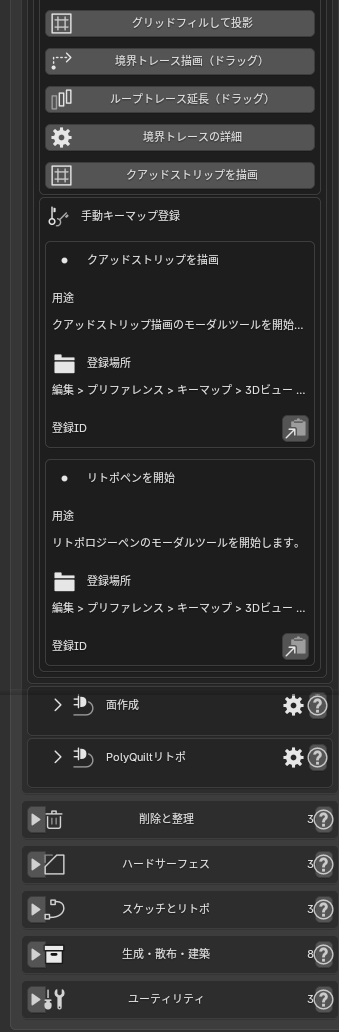 グリッドフィルして投影
境界トレース描画（ドラッグ）
ループトレース延長（ドラッグ）
境界トレースの詳細
クアッドストリップを描画
手動キーマップ登録
クアッドストリップを描画
用途
クアッドストリップ描画のモーダルツールを開始...
登録場所
編集 > プリファレンス > キーマップ > 3Dビュー ...
登録ID
リトポペンを開始
用途
リトポロジーペンのモーダルツールを開始します。
登録場所
編集 > プリファレンス > キーマップ > 3Dビュー ...
登録ID
面作成
PolyQuiltリトポ
削除と整理 3
ハードサーフェス 3
スケッチとリトポ 3
生成・散布・建築 8
ユーティリティ 3